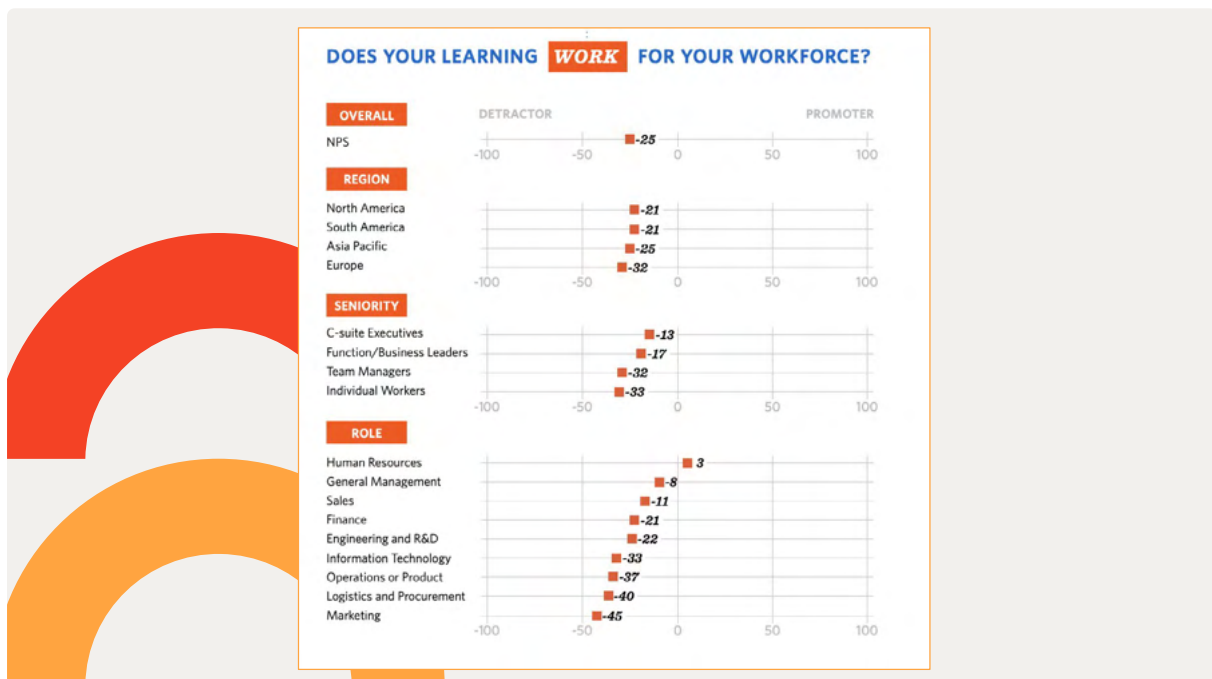 DOES YOUR LEARNING WORK FOR YOUR WORKFORCE?
OVERALL DETRACTOR PROMOTER
NPS -25
-100 -50 0 50 100
REGION
North America -21
South America -21
Asia Pacific -25
Europe -32
-100 -50 0 50 100
SENIORITY
C-suite Executives -13
Function/Business Leaders -17
Team Managers -32
Individual Workers -33
-100 -50 0 50 100
ROLE
Human Resources 3
General Management -8
Sales -11
Finance -21
Engineering and R&D -22
Information Technology -33
Operations or Product -37
Logistics and Procurement -40
Marketing -45
-100 -50 0 50 100